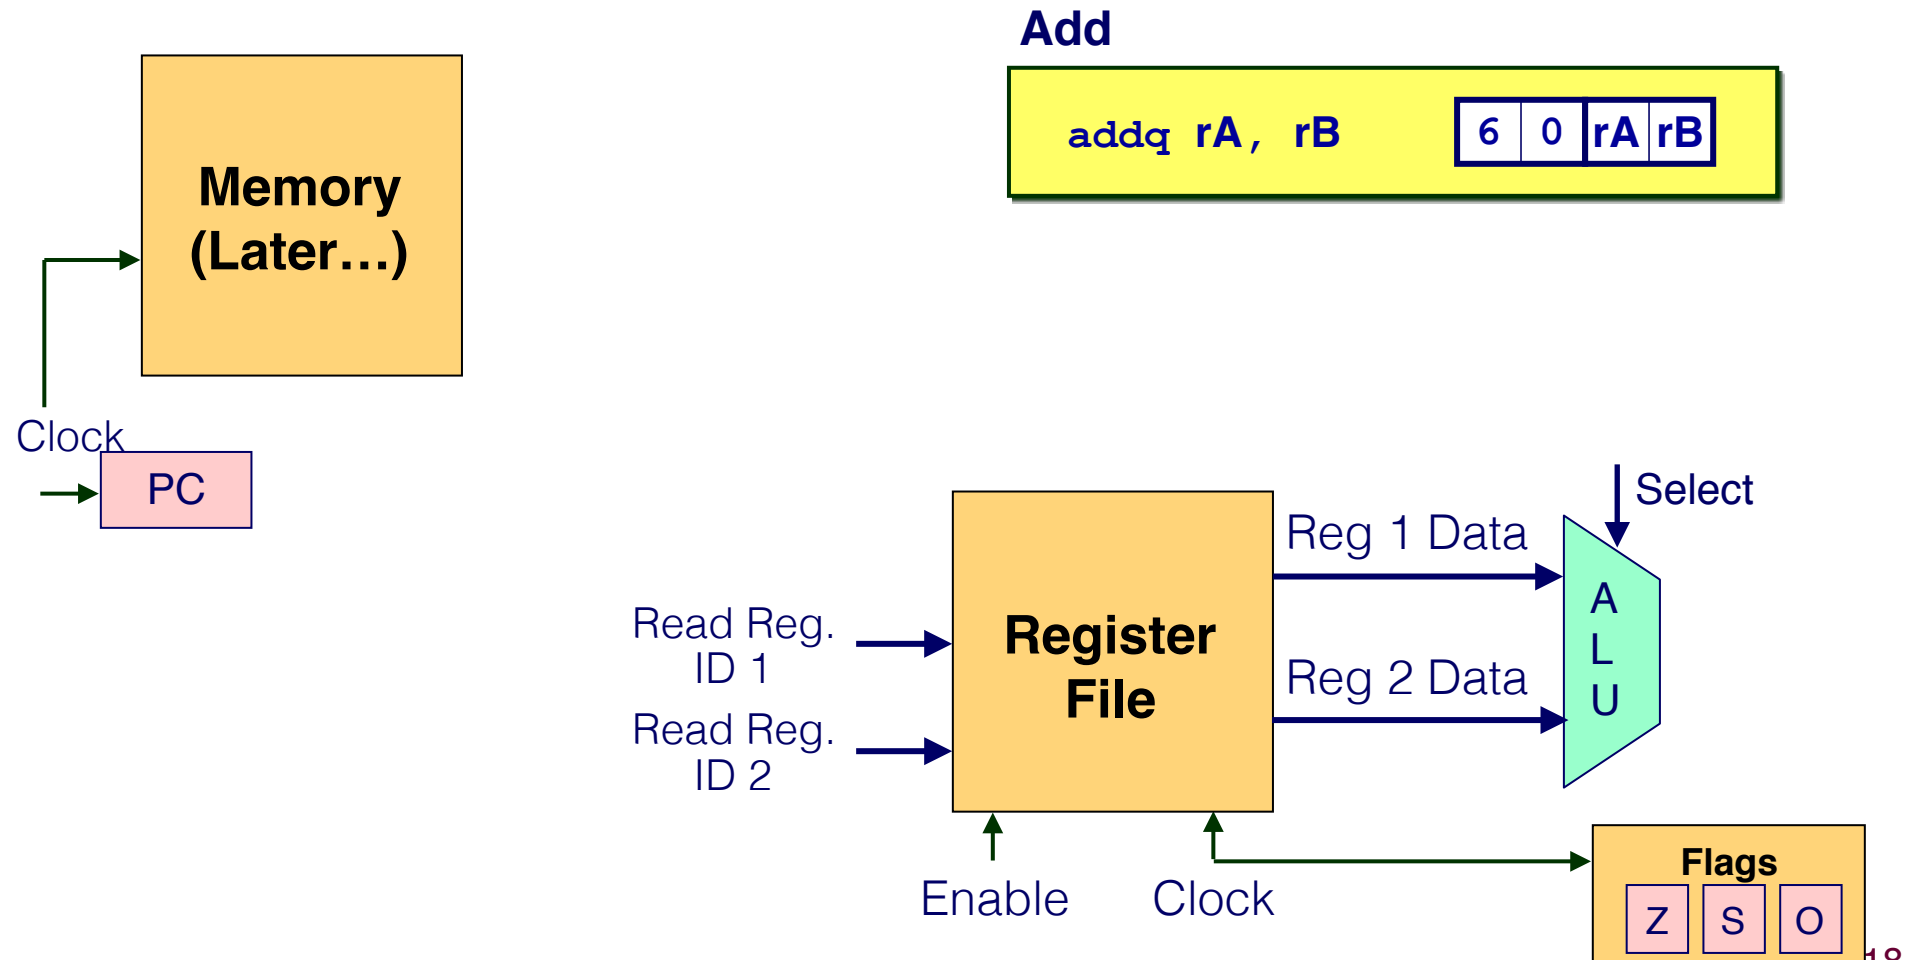 Add
addq rA, rB
6 0 rA rB
Memory
(Later…)
Clock
PC
Select
Reg 1 Data
Read Reg.
ID 1
Register
File
A
L
U
Reg 2 Data
Read Reg.
ID 2
Enable
Clock
Flags
Z S O
18